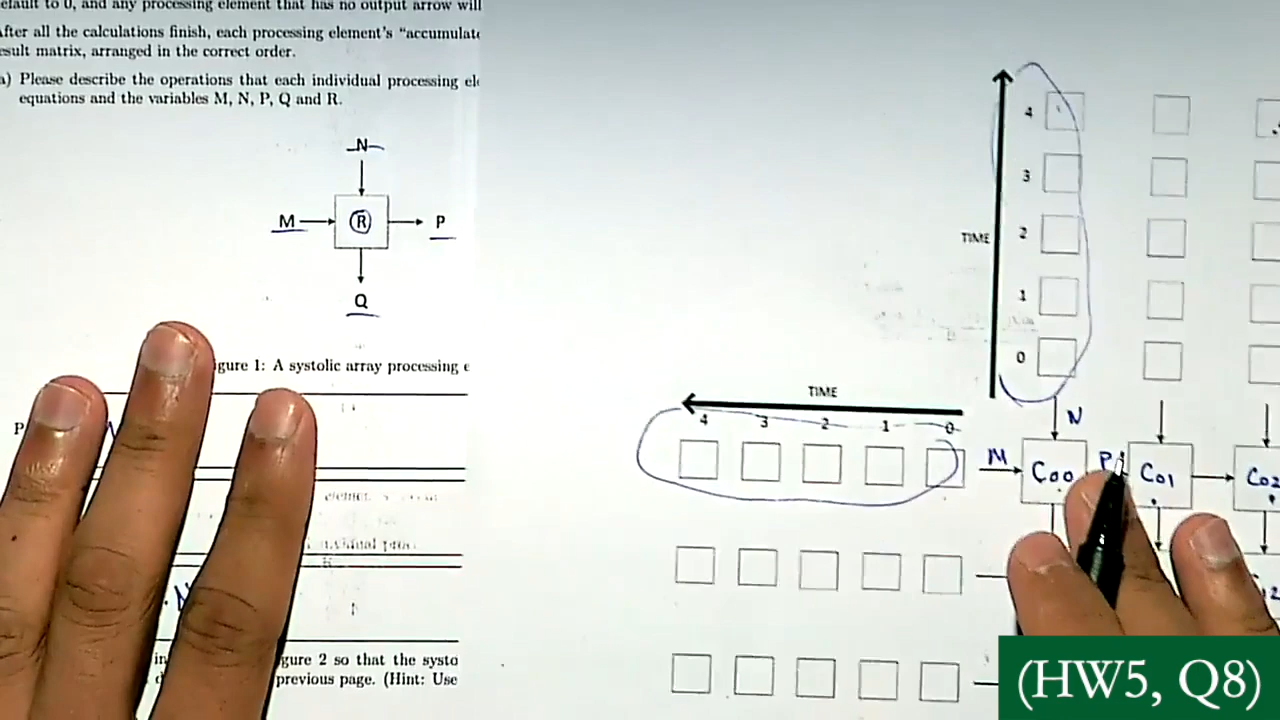 efault to 0, and any processing element that has no output arrow will
After all the calculations finish, each processing element's "accumulat
esult matrix, arranged in the correct order.
a) Please describe the operations that each individual processing el
equations and the variables M, N, P, Q and R.
N
M R P
Q
igure 1: A systolic array processing e
P
in gure 2 so that the systo
previous page. (Hint: Use
TIME
4
3
2
1
0
TIME
4 3 2 1 0
N
M C00 P C01 C02
(HW5, Q8)